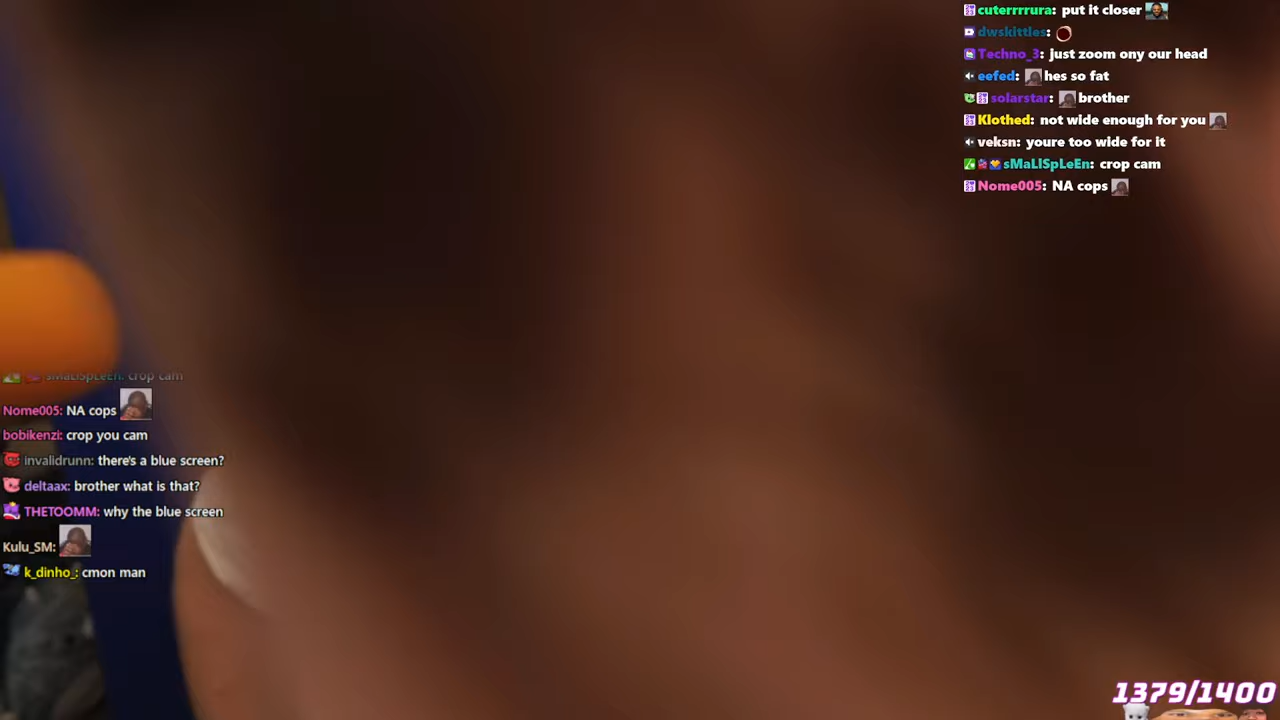 cuterrrrura: put it closer
dwskittles:
Techno_3: just zoom ony our head
eefed: hes so fat
solarstar: brother
Klothed: not wide enough for you
veksn: youre too wide for it
sMaLlSpLeEn: crop cam
Nome005: NA cops
sMaLlSpLeEn: crop cam
Nome005: NA cops
bobikenzi: crop you cam
invalidrunn: there's a blue screen?
deltaax: brother what is that?
THETOOMM: why the blue screen
Kulu_SM:
k_dinho_: cmon man
1379/1400